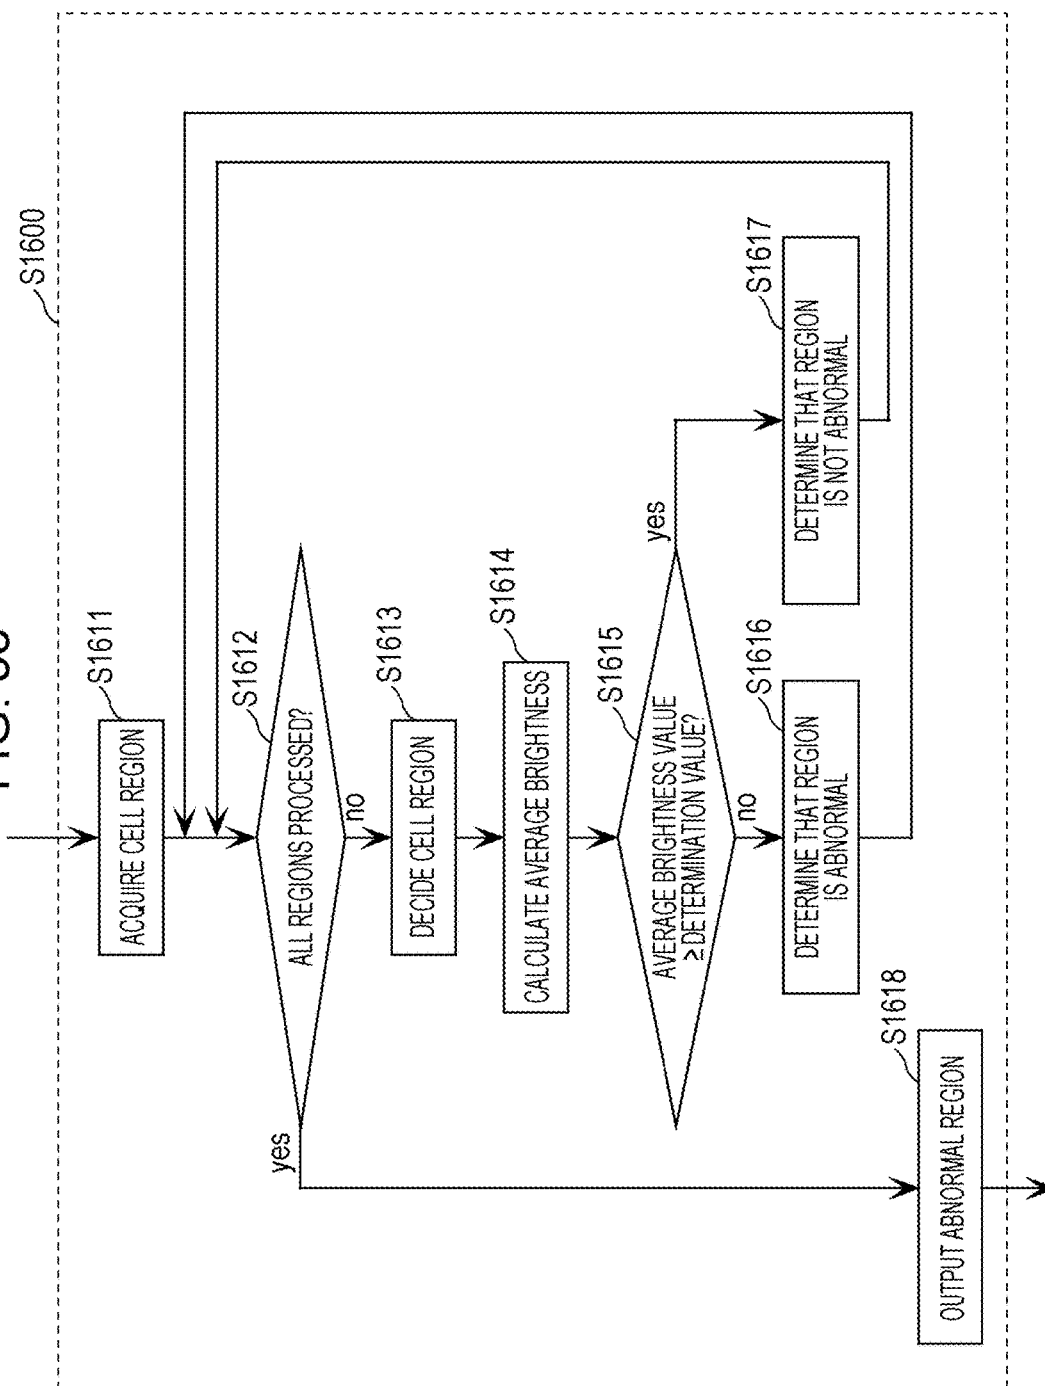 S1600
S1611
ACQUIRE CELL REGION
S1612
ALL REGIONS PROCESSED?
yes
no
S1613
DECIDE CELL REGION
S1614
CALCULATE AVERAGE BRIGHTNESS
S1615
AVERAGE BRIGHTNESS VALUE
≥DETERMINATION VALUE?
yes
no
S1616
DETERMINE THAT REGION
IS ABNORMAL
S1617
DETERMINE THAT REGION
IS NOT ABNORMAL
S1618
OUTPUT ABNORMAL REGION